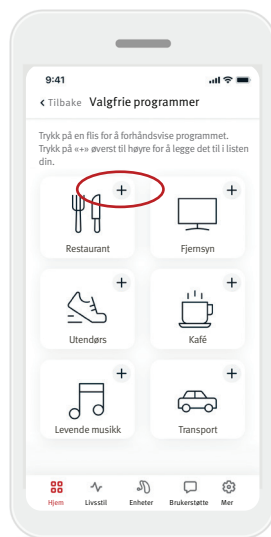 9:41
Tilbake Valgfrie programmer
Trykk på en flis for å forhåndsvise programmet.
Trykk på «+» øverst til høyre for å legge det til i listen
din.
+ +
Restaurant Fjernsyn
+ +
Utendørs Kafé
+ +
Levende musikk Transport
Hjem Livsstil Enheter Brukerstøtte Mer